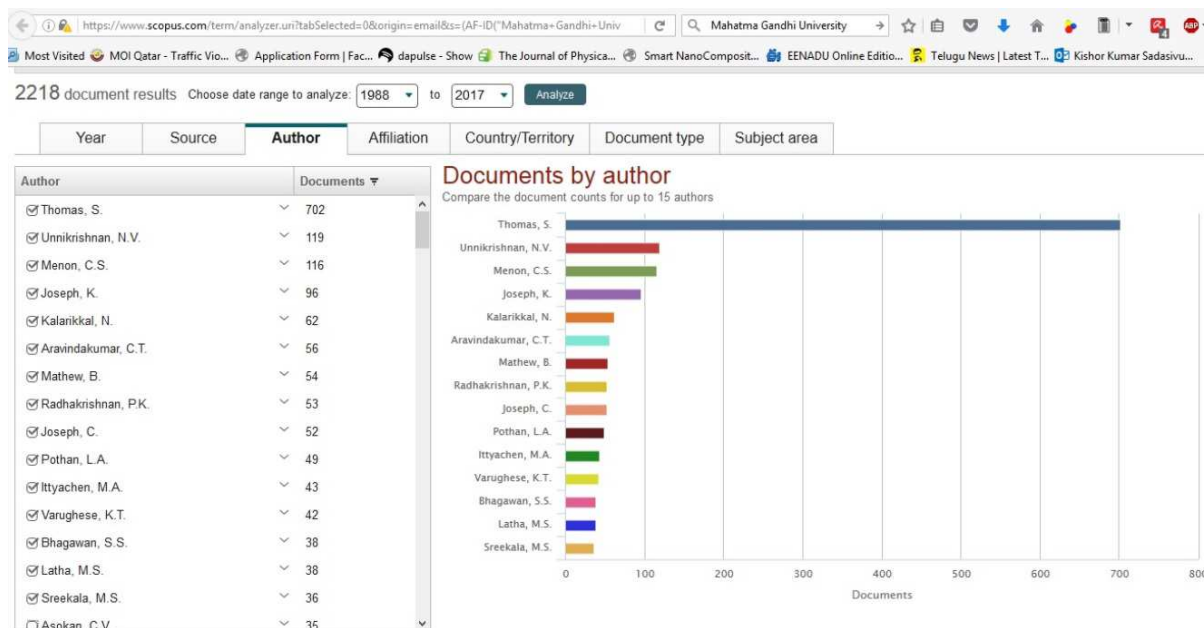 https://www.scopus.com/term/analyzer.uri?tabSelected=0&origin=email&s=(AF-ID("Mahatma+Gandhi+Univ
Mahatma Gandhi University
4
ABP
Most Visited MOI Qatar - Traffic Vio... Application Form | Fac... dapulse - Show The Journal of Physica... Smart NanoComposit... EENADU Online Editio... Telugu News | Latest T... Kishor Kumar Sadasivu...
2218 document results Choose date range to analyze: 1988 to 2017 Analyze
Year Source Author Affiliation Country/Territory Document type Subject area
Author Documents
Thomas, S. 702
Unnikrishnan, N.V. 119
Menon, C.S. 116
Joseph, K. 96
Kalarikkal, N. 62
Aravindakumar, C.T. 56
Mathew, B. 54
Radhakrishnan, P.K. 53
Joseph, C. 52
Pothan, L.A. 49
Ittyachen, M.A. 43
Varughese, K.T. 42
Bhagawan, S.S. 38
Latha, M.S. 38
Sreekala, M.S. 36
Asokan, C.V. 35
Documents by author
Compare the document counts for up to 15 authors
Thomas, S.
Unnikrishnan, N.V.
Menon, C.S.
Joseph, K.
Kalarikkal, N.
Aravindakumar, C.T.
Mathew, B.
Radhakrishnan, P.K.
Joseph, C.
Pothan, L.A.
Ittyachen, M.A.
Varughese, K.T.
Bhagawan, S.S.
Latha, M.S.
Sreekala, M.S.
0 100 200 300 400 500 600 700 800
Documents